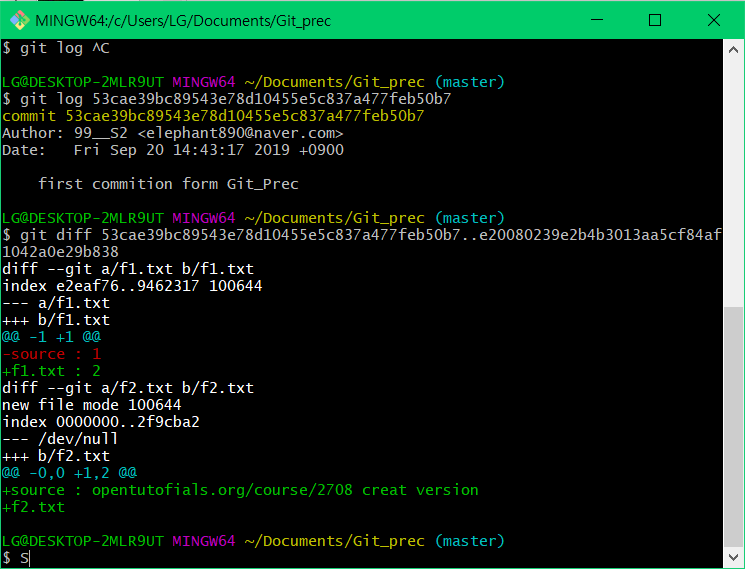 MINGW64:/c/Users/LG/Documents/Git_prec
$ git log ^C
LG@DESKTOP-2MLR9UT MINGW64 ~/Documents/Git_prec (master)
$ git log 53cae39bc89543e78d10455e5c837a477feb50b7
commit 53cae39bc89543e78d10455e5c837a477feb50b7
Author: 99__S2 <elephant890@naver.com>
Date:   Fri Sep 20 14:43:17 2019 +0900
    first commition form Git_Prec
LG@DESKTOP-2MLR9UT MINGW64 ~/Documents/Git_prec (master)
$ git diff 53cae39bc89543e78d10455e5c837a477feb50b7..e20080239e2b4b3013aa5cf84af
1042a0e29b838
diff --git a/f1.txt b/f1.txt
index e2eaf76..9462317 100644
--- a/f1.txt
+++ b/f1.txt
@@ -1 +1 @@
-source : 1
+f1.txt : 2
diff --git a/f2.txt b/f2.txt
new file mode 100644
index 0000000..2f9cba2
--- /dev/null
+++ b/f2.txt
@@ -0,0 +1,2 @@
+source : opentutofials.org/course/2708 creat version
+f2.txt
LG@DESKTOP-2MLR9UT MINGW64 ~/Documents/Git_prec (master)
$ S